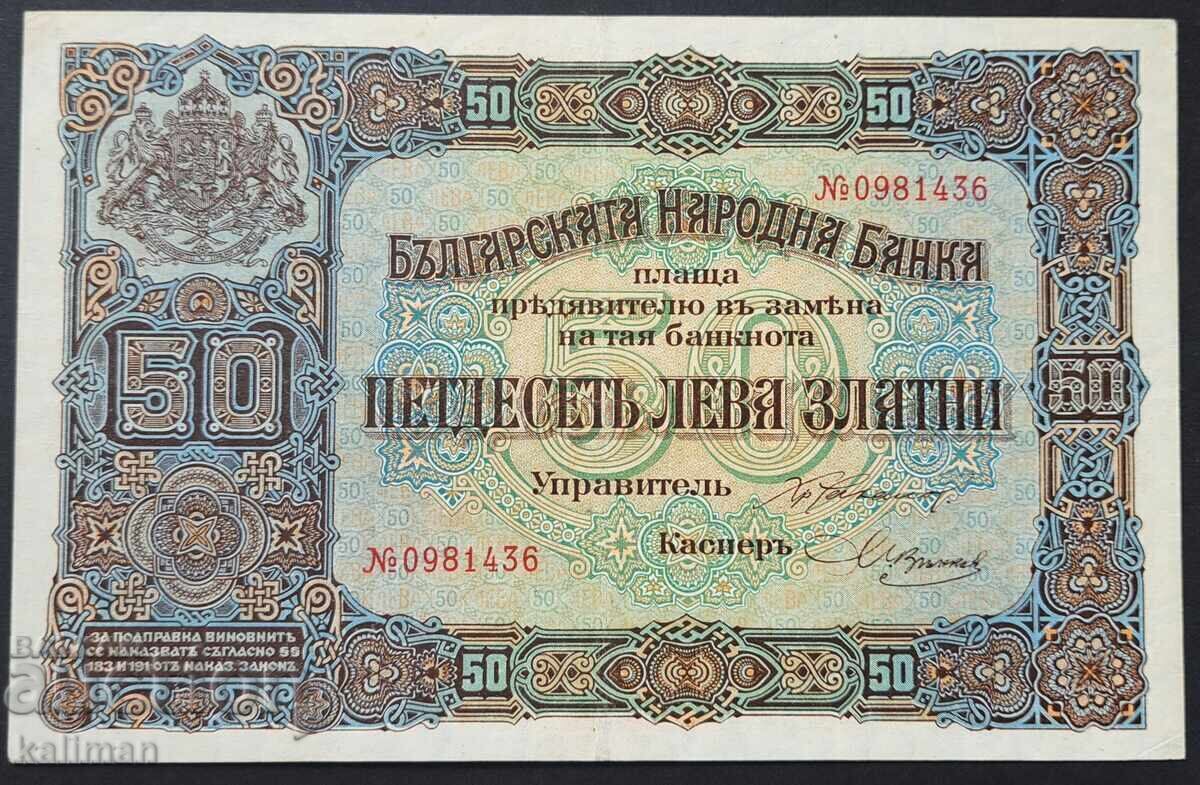 50 50
№0981436
БЪЛГАРСКАТА НАРОДНА БАНКА
плаща
прѣдявителю въ замѣна
на тая банкнота
50
50
ПЕТДЕСЕТЬ ЛЕВА ЗЛАТНИ
50
Управитель
Касиеръ
№0981436
ЗА ПОДПРАВКА ВИНОВНИТѢ
СЕ НАКАЗВАТЪ СЪГЛАСНО §§
183 И 191 ОТЪ НАКАЗ. ЗАКОНЪ.
50 50
kaliman